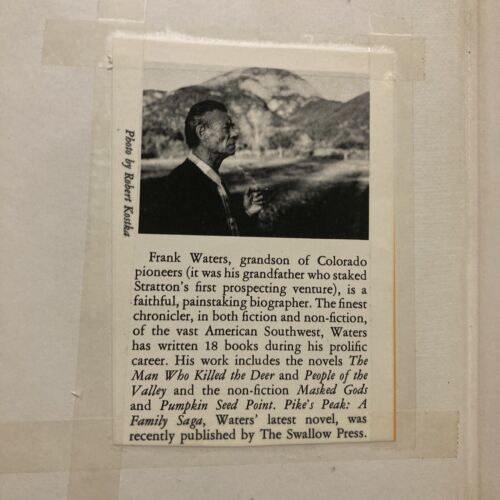 Photo by Robert Kostka
Frank Waters, grandson of Colorado
pioneers (it was his grandfather who staked
Stratton's first prospecting venture), is a
faithful, painstaking biographer. The finest
chronicler, in both fiction and non-fiction,
of the vast American Southwest, Waters
has written 18 books during his prolific
career. His work includes the novels The
Man Who Killed the Deer and People of the
Valley and the non-fiction Masked Gods
and Pumpkin Seed Point. Pike's Peak: A
Family Saga, Waters' latest novel, was
recently published by The Swallow Press.